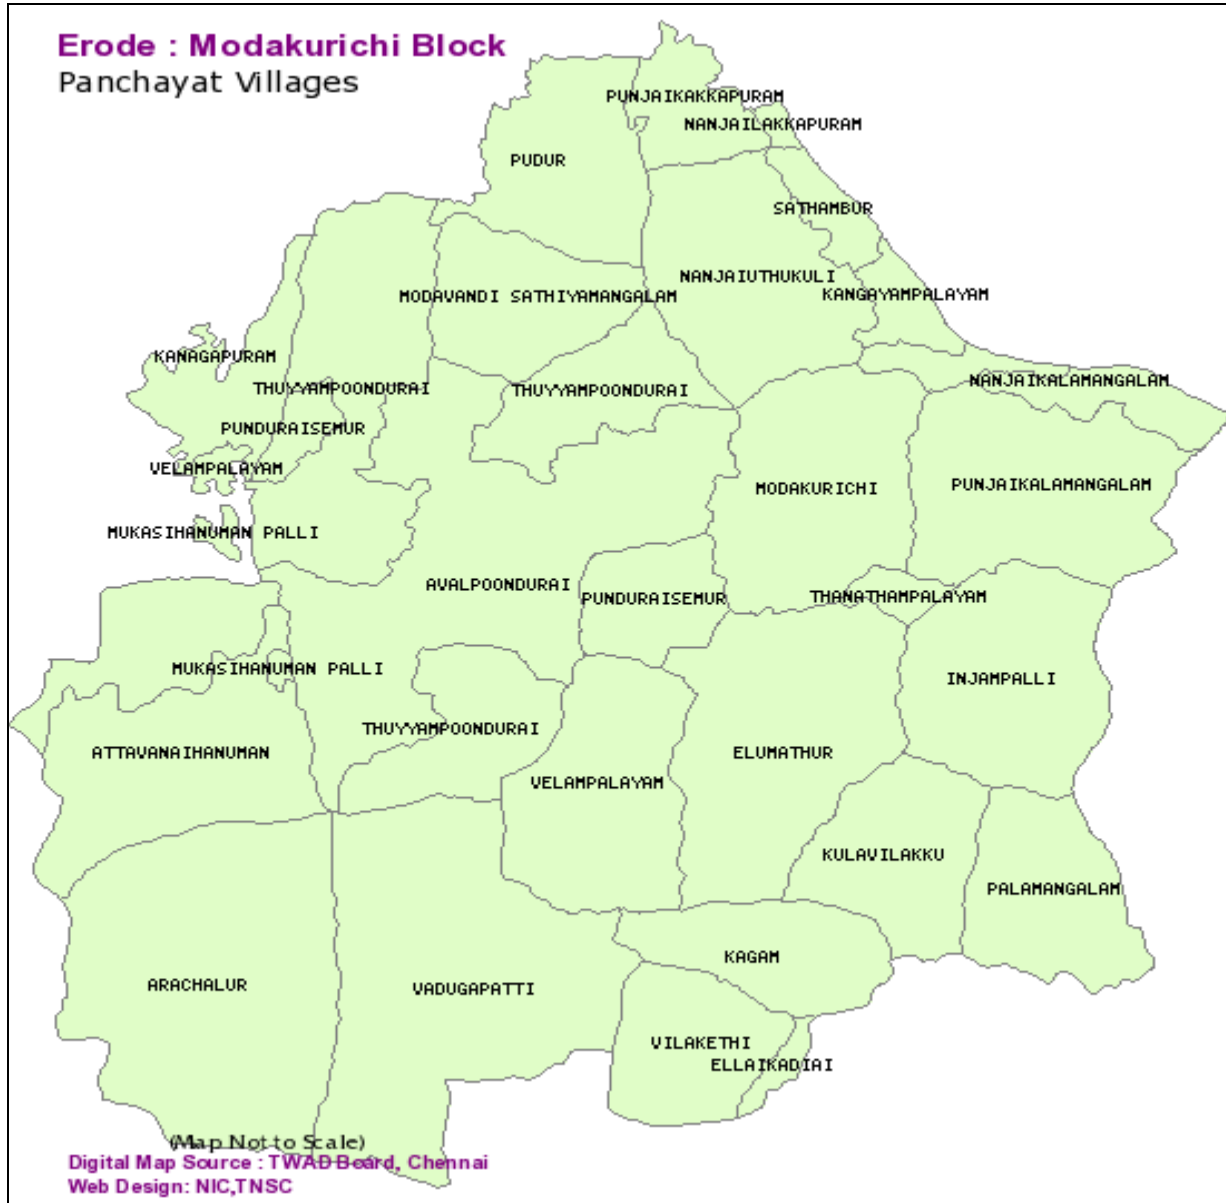 Erode : Modakurichi Block
Panchayat Villages
PUNJAIKAKKAPURAM
NANJAILAKKAPURAM
PUDUR
SATHAMBUR
NANJAIUTHUKULI
MODAVANDI SATHIYAMANGALAM
KANGAYAMPALAYAM
KANAGAPURAM
NANJAIKALAMANGALAM
THUYYAMPOONDURAI
THUYYAMPOONDURAI
PUNDURAISEMUR
VELAMPALAYAM
MODAKURICHI
PUNJAIKALAMANGALAM
MUKASIHANUMAN PALLI
AVALPOONDURAI
PUNDURAISEMUR
THANATHAMPALAYAM
MUKASIHANUMAN PALLI
INJAMPALLI
THUYYAMPOONDURAI
ATTAVANAIHANUMAN
ELUMATHUR
VELAMPALAYAM
KULAVILAKKU
PALAMANGALAM
KAGAM
ARACHALUR
VADUGAPATTI
VILAKETHI
ELLAIKADIAI
(Map Not to Scale)
Digital Map Source : TWAD Board, Chennai
Web Design: NIC,TNSC